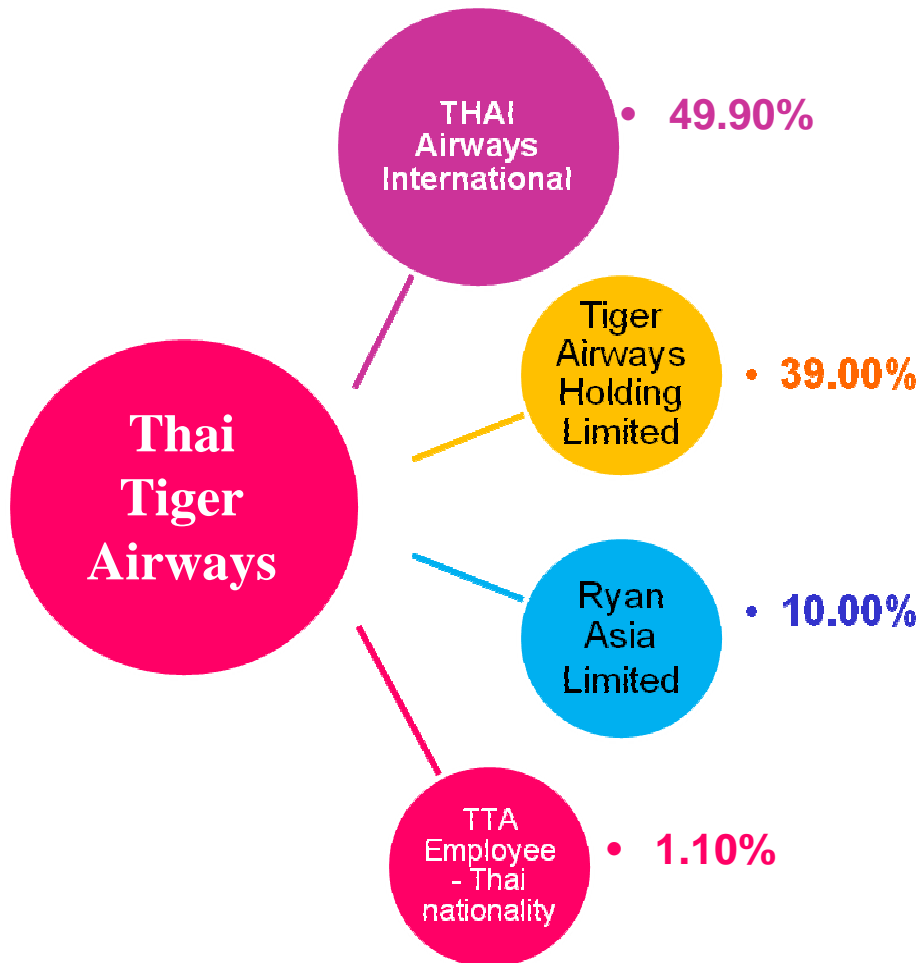 THAI
Airways
International
• 49.90%
Tiger
Airways
Holding
Limited
• 39.00%
Thai
Tiger
Airways
Ryan
Asia
Limited
• 10.00%
TTA
Employee
- Thai
nationality
• 1.10%